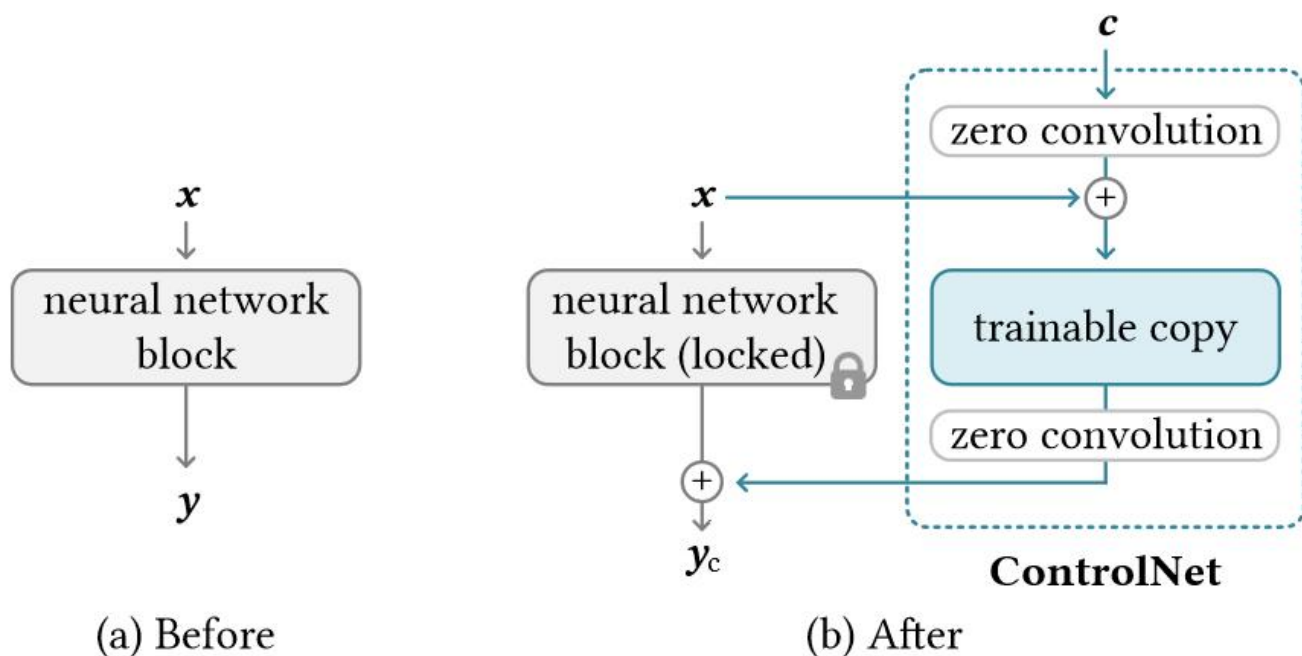 x
neural network
block
y
(a) Before
c
zero convolution
+
x
neural network
block (locked)
trainable copy
zero convolution
+
yc
ControlNet
(b) After